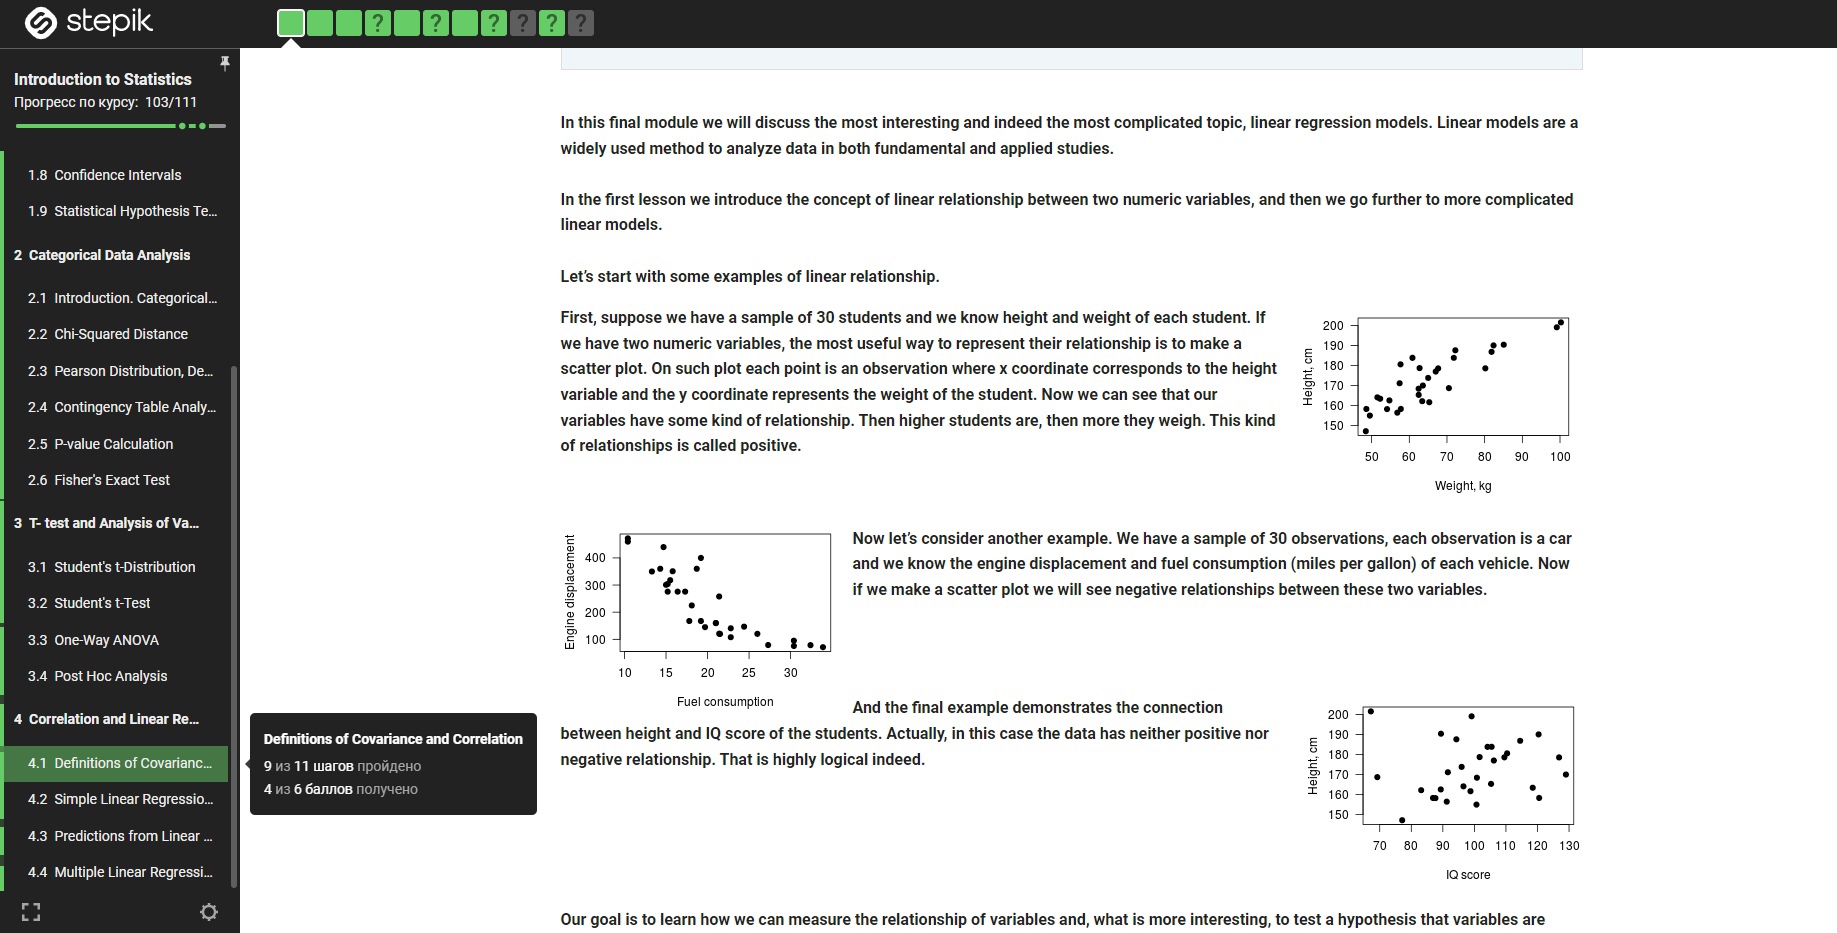 stepik
? ? ? ? ? ?
Introduction to Statistics
Прогресс по курсу: 103/111
1.8 Confidence Intervals
1.9 Statistical Hypothesis Te...
2 Categorical Data Analysis
2.1 Introduction. Categorical...
2.2 Chi-Squared Distance
2.3 Pearson Distribution, De...
2.4 Contingency Table Analy...
2.5 P-value Calculation
2.6 Fisher's Exact Test
3 T- test and Analysis of Va...
3.1 Student's t-Distribution
3.2 Student's t-Test
3.3 One-Way ANOVA
3.4 Post Hoc Analysis
4 Correlation and Linear Re...
4.1 Definitions of Covarianc...
4.2 Simple Linear Regressio...
4.3 Predictions from Linear ...
4.4 Multiple Linear Regressi...
Definitions of Covariance and Correlation
9 из 11 шагов пройдено
4 из 6 баллов получено
In this final module we will discuss the most interesting and indeed the most complicated topic, linear regression models. Linear models are a
widely used method to analyze data in both fundamental and applied studies.
In the first lesson we introduce the concept of linear relationship between two numeric variables, and then we go further to more complicated
linear models.
Let’s start with some examples of linear relationship.
First, suppose we have a sample of 30 students and we know height and weight of each student. If
we have two numeric variables, the most useful way to represent their relationship is to make a
scatter plot. On such plot each point is an observation where x coordinate corresponds to the height
variable and the y coordinate represents the weight of the student. Now we can see that our
variables have some kind of relationship. Then higher students are, then more they weigh. This kind
of relationships is called positive.
Height, cm
200
190
180
170
160
150
50 60 70 80 90 100
Weight, kg
Engine displacement
400
300
200
100
10 15 20 25 30
Fuel consumption
Now let’s consider another example. We have a sample of 30 observations, each observation is a car
and we know the engine displacement and fuel consumption (miles per gallon) of each vehicle. Now
if we make a scatter plot we will see negative relationships between these two variables.
And the final example demonstrates the connection
between height and IQ score of the students. Actually, in this case the data has neither positive nor
negative relationship. That is highly logical indeed.
Height, cm
200
190
180
170
160
150
70 80 90 100 110 120 130
IQ score
Our goal is to learn how we can measure the relationship of variables and, what is more interesting, to test a hypothesis that variables are